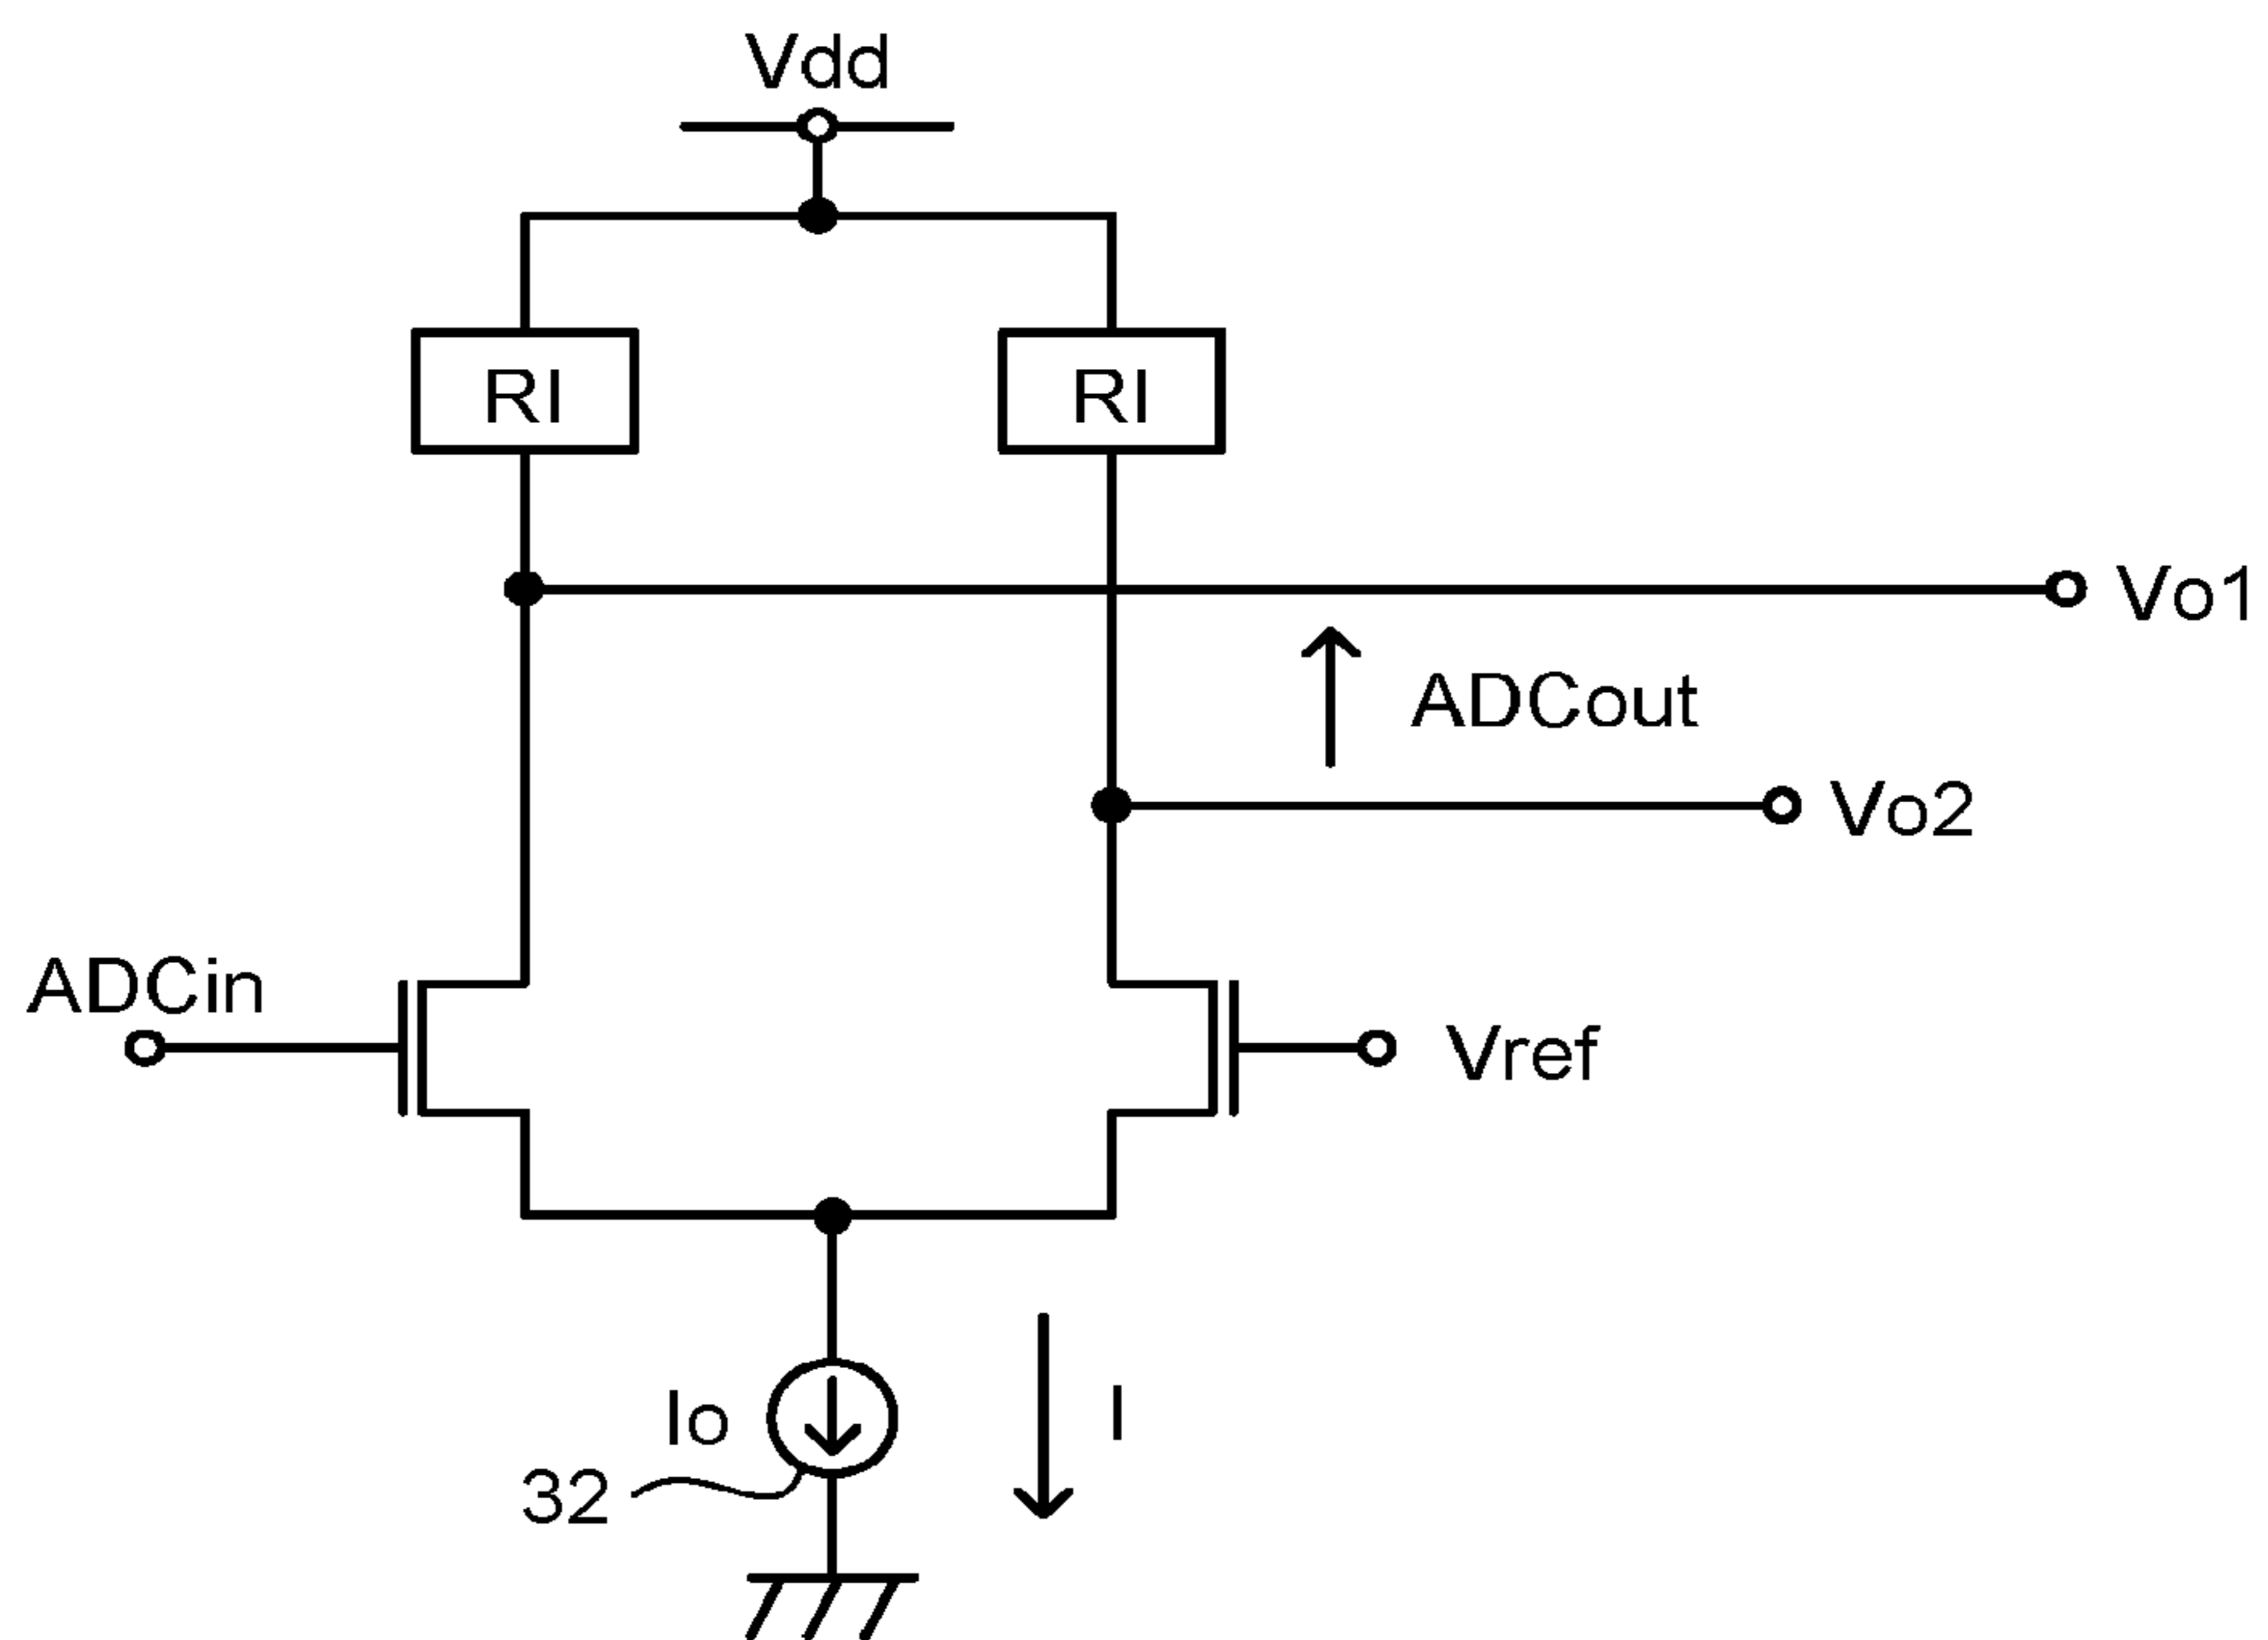 Vdd
RI
RI
Vo1
ADCout
Vo2
ADCin
Vref
Io
I
32